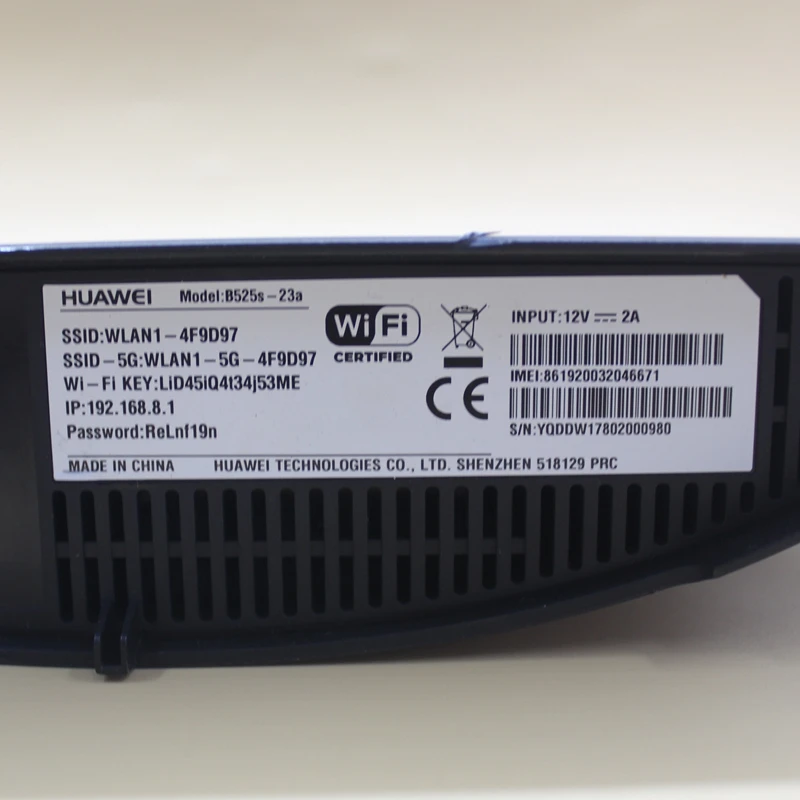 HUAWEI Model:B525s-23a
SSID:WLAN1-4F9D97
SSID-5G:WLAN1-5G-4F9D97
Wi-Fi KEY:LiD45iQ4t34j53ME
IP:192.168.8.1
Password:ReLnf19n
Wi Fi
CERTIFIED
CE
INPUT:12V ⎓ 2A
IMEI:861920032046671
S/N:YQDDW17802000980
MADE IN CHINA HUAWEI TECHNOLOGIES CO., LTD. SHENZHEN 518129 PRC